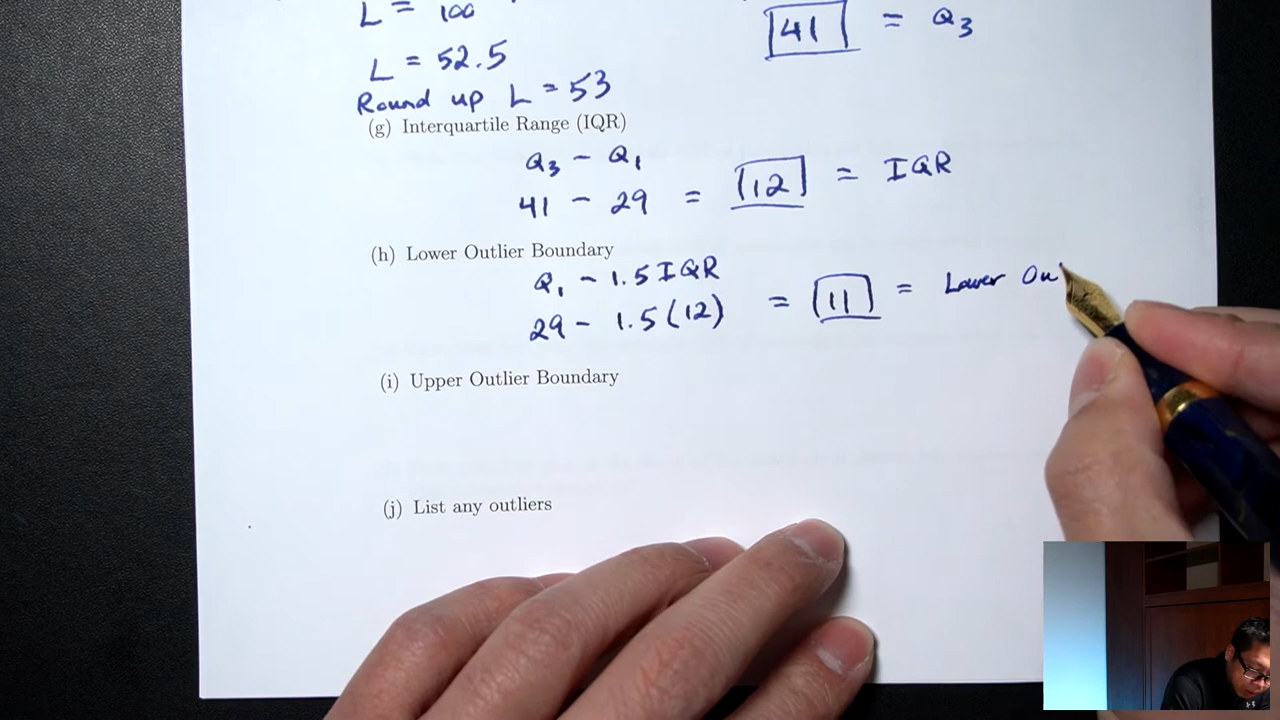 L = 100
41 = Q3
L = 52.5
Round up L = 53
(g) Interquartile Range (IQR)
Q3 - Q1
41 - 29 = 12 = IQR
(h) Lower Outlier Boundary
Q1 - 1.5 IQR
29 - 1.5(12) = 11 = Lower Ou
(i) Upper Outlier Boundary
(j) List any outliers